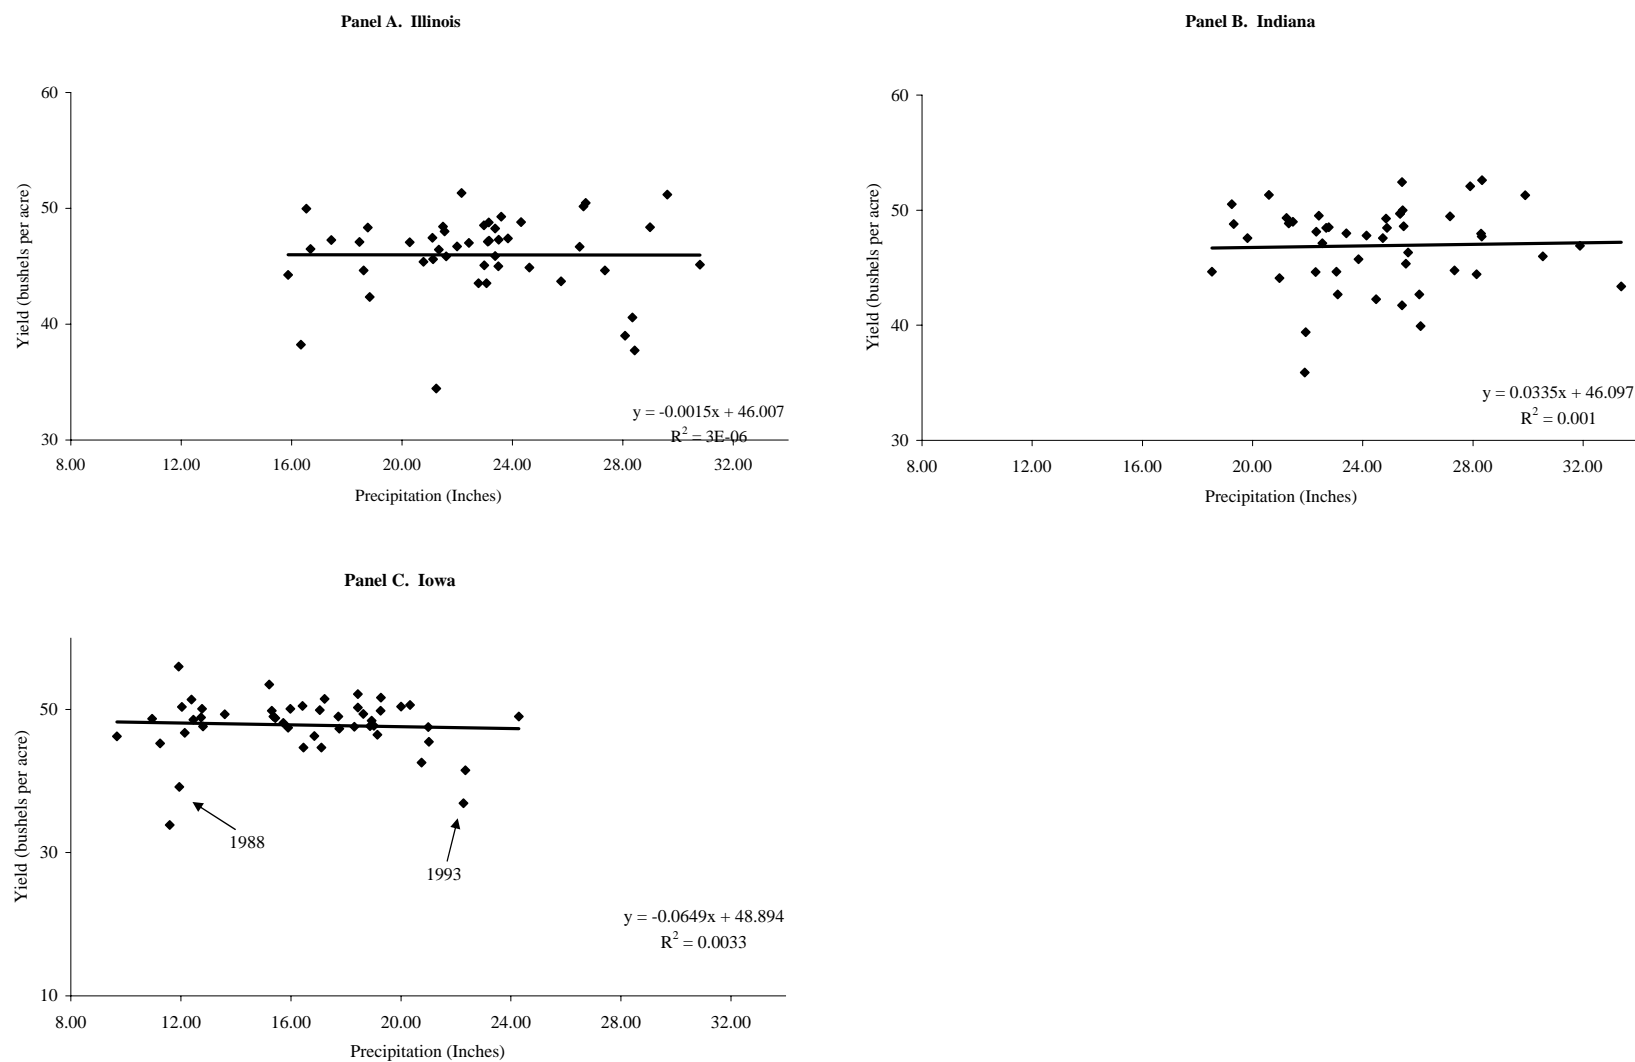 Panel A. Illinois
60
50
40
30
Yield (bushels per acre)
y = -0.0015x + 46.007
R² = 3E-06
8.00 12.00 16.00 20.00 24.00 28.00 32.00
Precipitation (Inches)
Panel B. Indiana
60
50
40
30
Yield (bushels per acre)
y = 0.0335x + 46.097
R² = 0.001
8.00 12.00 16.00 20.00 24.00 28.00 32.00
Precipitation (Inches)
Panel C. Iowa
50
30
10
Yield (bushels per acre)
1988
1993
y = -0.0649x + 48.894
R² = 0.0033
8.00 12.00 16.00 20.00 24.00 28.00 32.00
Precipitation (Inches)